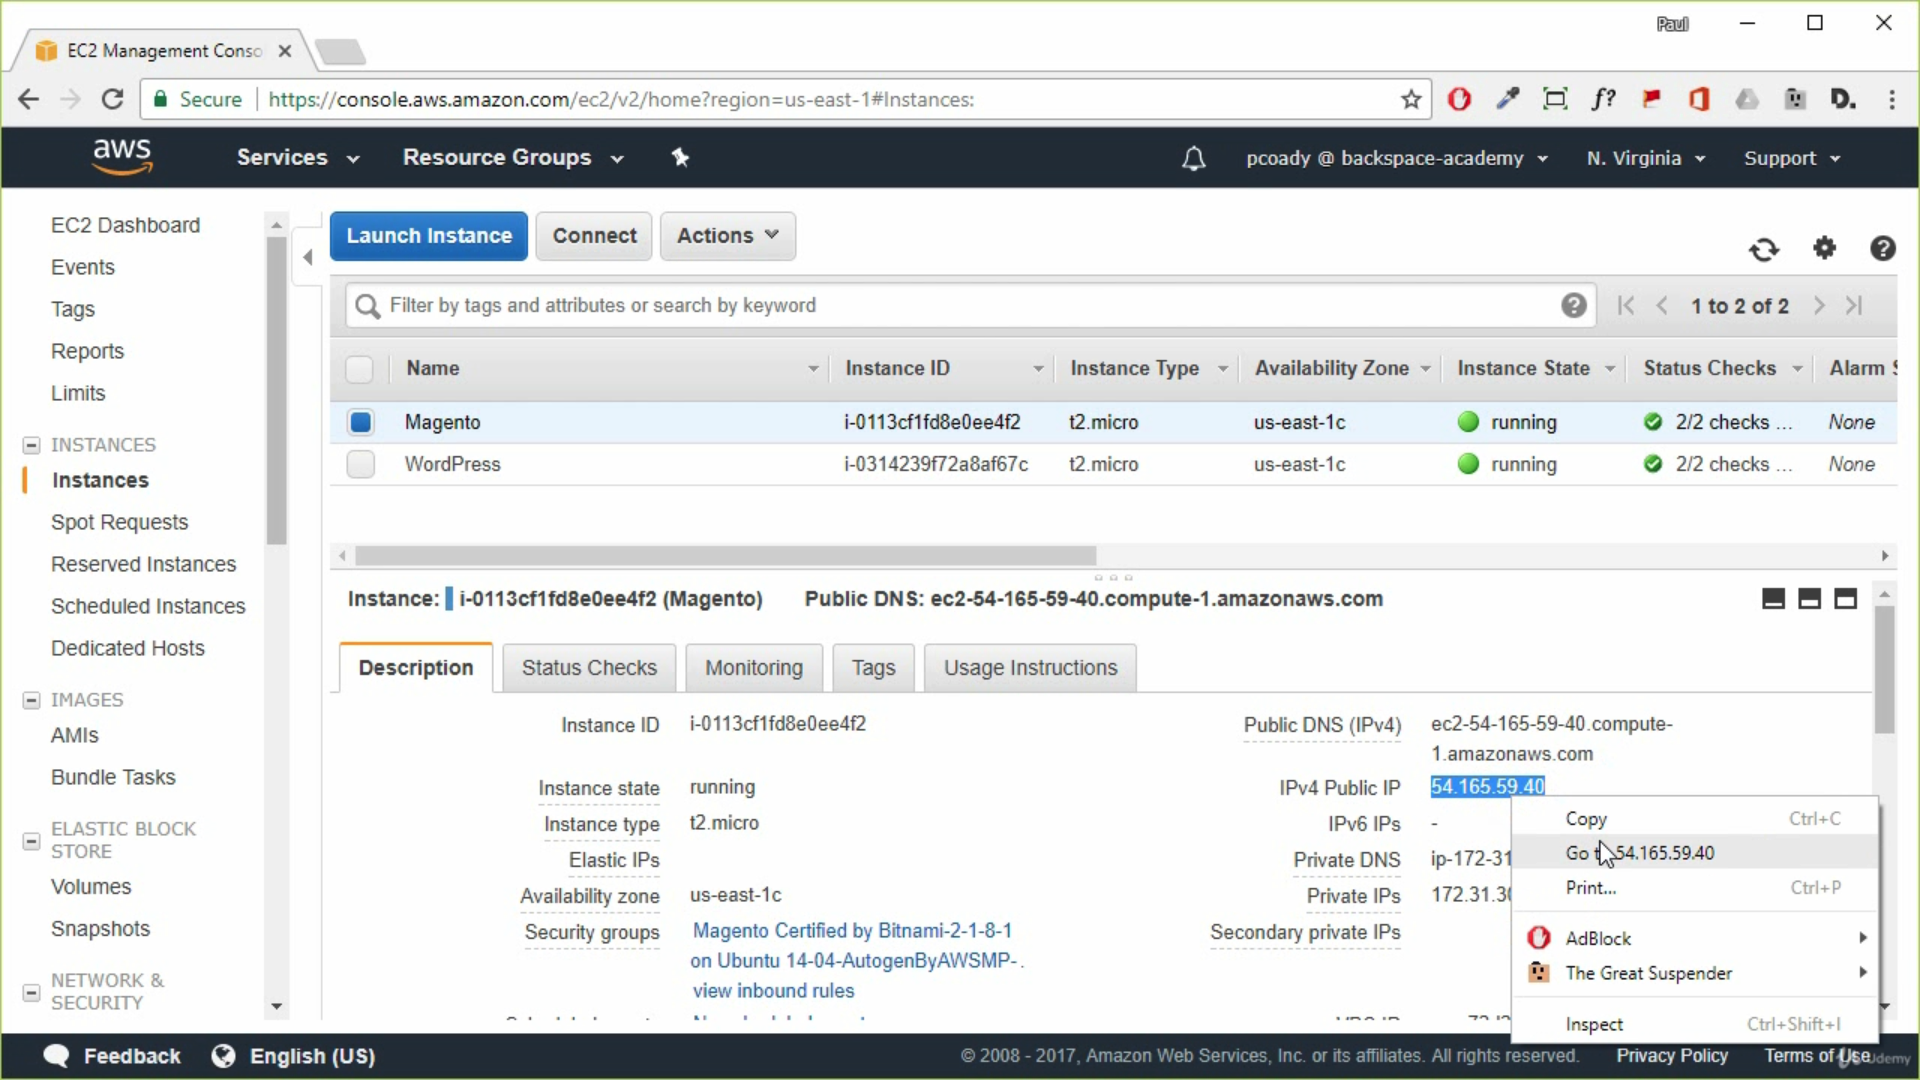 Paul
EC2 Management Conso
Secure
https://console.aws.amazon.com/ec2/v2/home?region=us-east-1#Instances:
f?
D.
aws
Services
Resource Groups
pcoady @ backspace-academy
N. Virginia
Support
EC2 Dashboard
Events
Tags
Reports
Limits
INSTANCES
Instances
Spot Requests
Reserved Instances
Scheduled Instances
Dedicated Hosts
IMAGES
AMIs
Bundle Tasks
ELASTIC BLOCK
STORE
Volumes
Snapshots
NETWORK &
SECURITY
Launch Instance
Connect
Actions
Filter by tags and attributes or search by keyword
1 to 2 of 2
Name Instance ID Instance Type Availability Zone Instance State Status Checks Alarm S
Magento i-0113cf1fd8e0ee4f2 t2.micro us-east-1c running 2/2 checks ... None
WordPress i-0314239f72a8af67c t2.micro us-east-1c running 2/2 checks ... None
Instance: i-0113cf1fd8e0ee4f2 (Magento) Public DNS: ec2-54-165-59-40.compute-1.amazonaws.com
Description
Status Checks
Monitoring
Tags
Usage Instructions
Instance ID i-0113cf1fd8e0ee4f2
Instance state running
Instance type t2.micro
Elastic IPs
Availability zone us-east-1c
Security groups Magento Certified by Bitnami-2-1-8-1
on Ubuntu 14-04-AutogenByAWSMP-.
view inbound rules
Public DNS (IPv4) ec2-54-165-59-40.compute-
1.amazonaws.com
IPv4 Public IP 54.165.59.40
IPv6 IPs -
Private DNS ip-172-31
Private IPs 172.31.30
Secondary private IPs
Copy Ctrl+C
Go t 54.165.59.40
Print... Ctrl+P
AdBlock
The Great Suspender
Inspect Ctrl+Shift+I
Feedback
English (US)
© 2008 - 2017, Amazon Web Services, Inc. or its affiliates. All rights reserved.
Privacy Policy
Terms of Use
Udemy